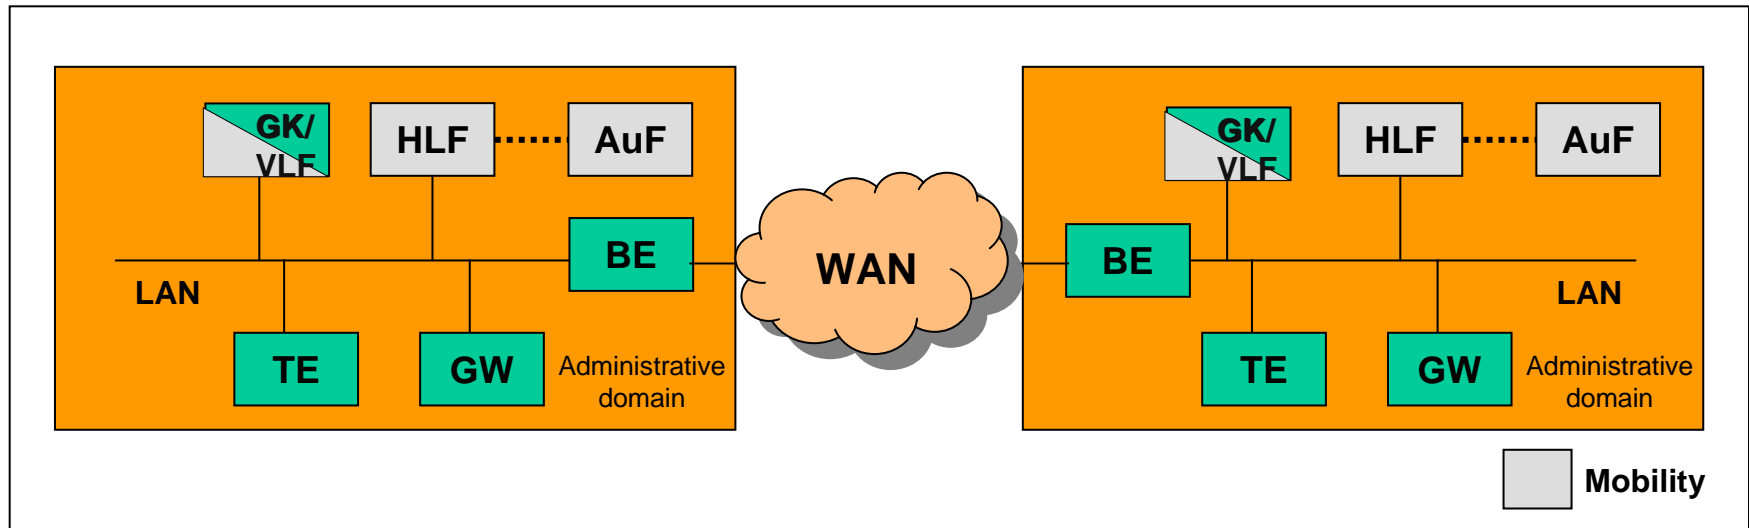 GK/
VLF
HLF
AuF
BE
LAN
TE
GW
Administrative
domain
WAN
GK/
VLF
HLF
AuF
BE
LAN
TE
GW
Administrative
domain
Mobility